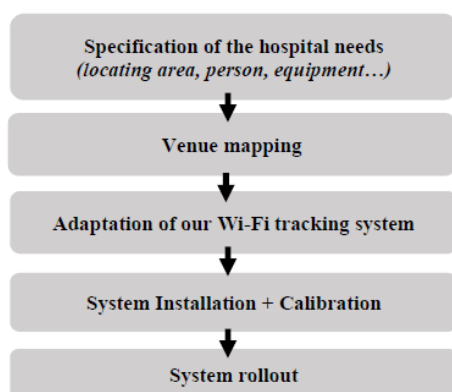 Specification of the hospital needs
(locating area, person, equipment…)
Venue mapping
Adaptation of our Wi-Fi tracking system
System Installation + Calibration
System rollout